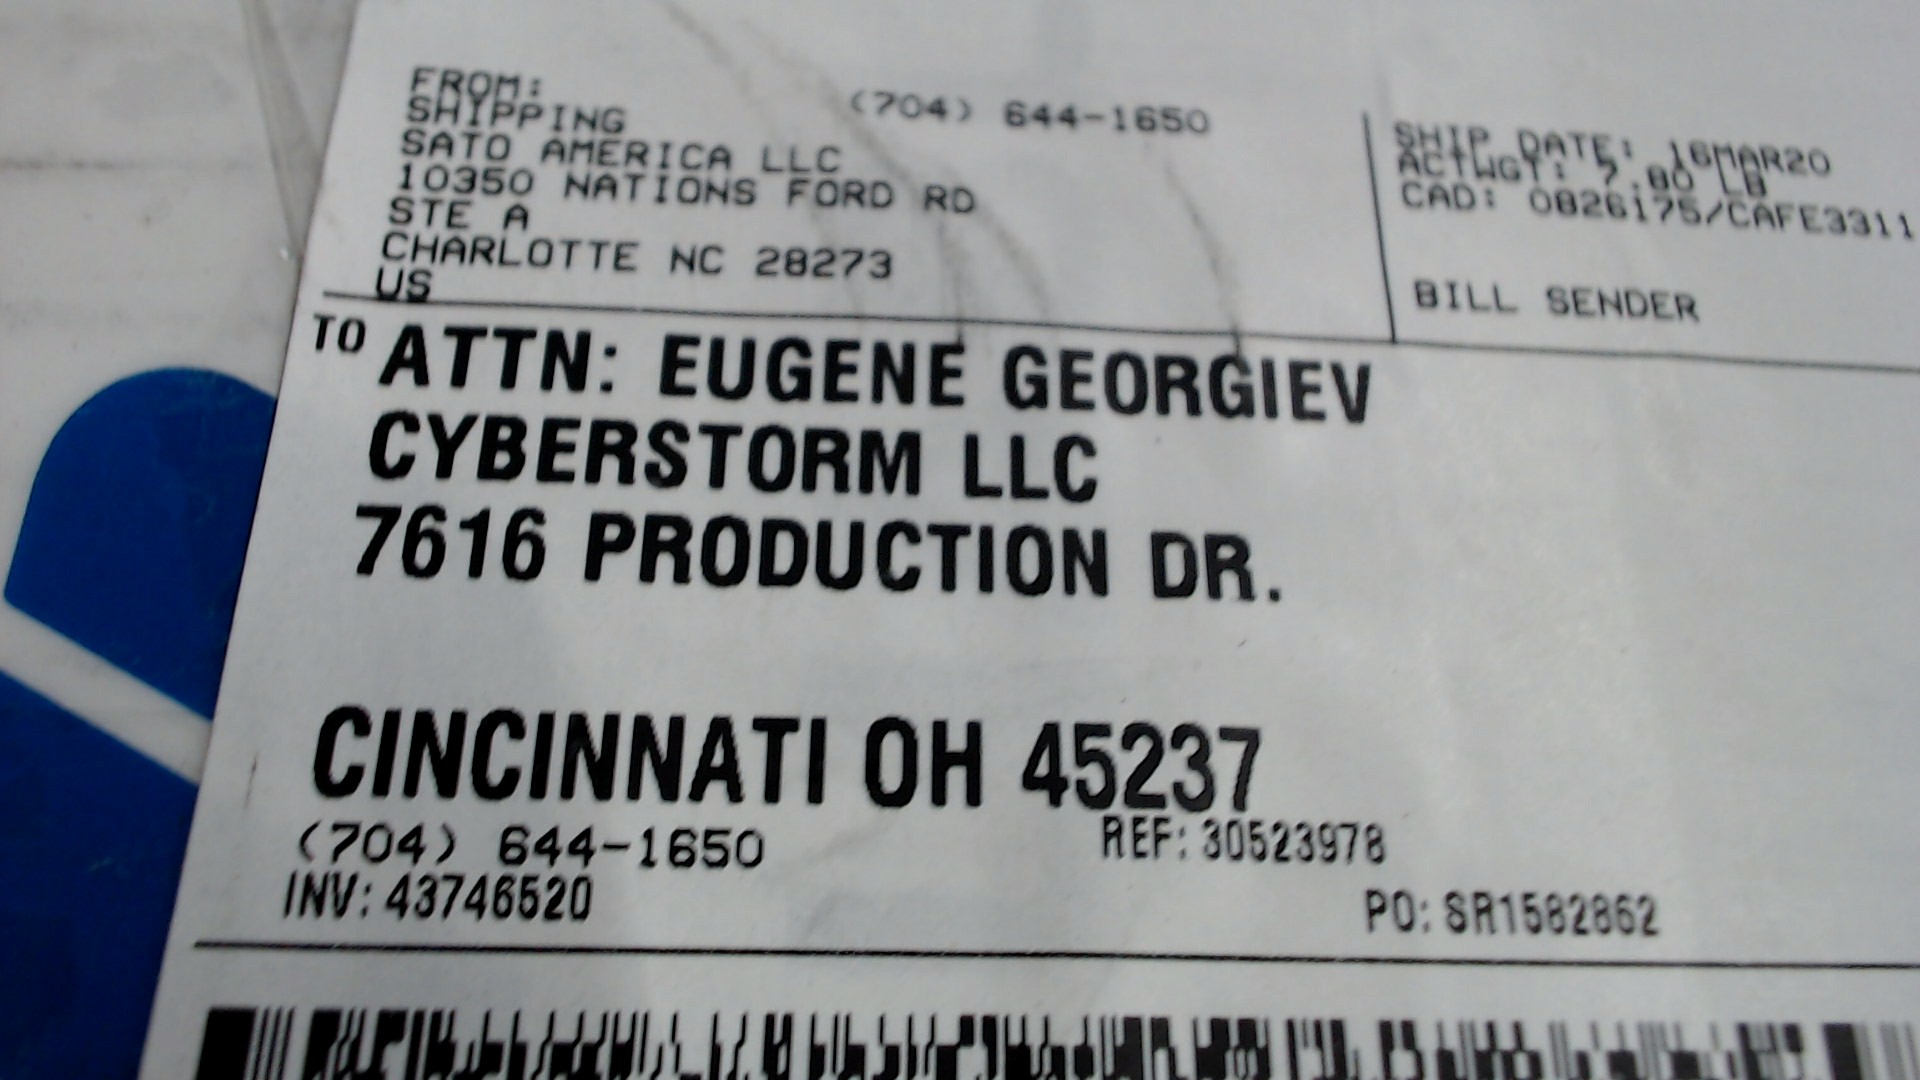 FROM:
SHIPPING
(704) 644-1650
SATO AMERICA LLC
10350 NATIONS FORD RD
STE A
CHARLOTTE NC 28273
US
SHIP DATE: 16MAR20
ACTWGT: 7.80 LB
CAD: 0826175/CAFE3311
BILL SENDER
TO
ATTN: EUGENE GEORGIEV
CYBERSTORM LLC
7616 PRODUCTION DR.
CINCINNATI OH 45237
(704) 644-1650
REF: 30523978
INV: 43746520
PO: SR1582862